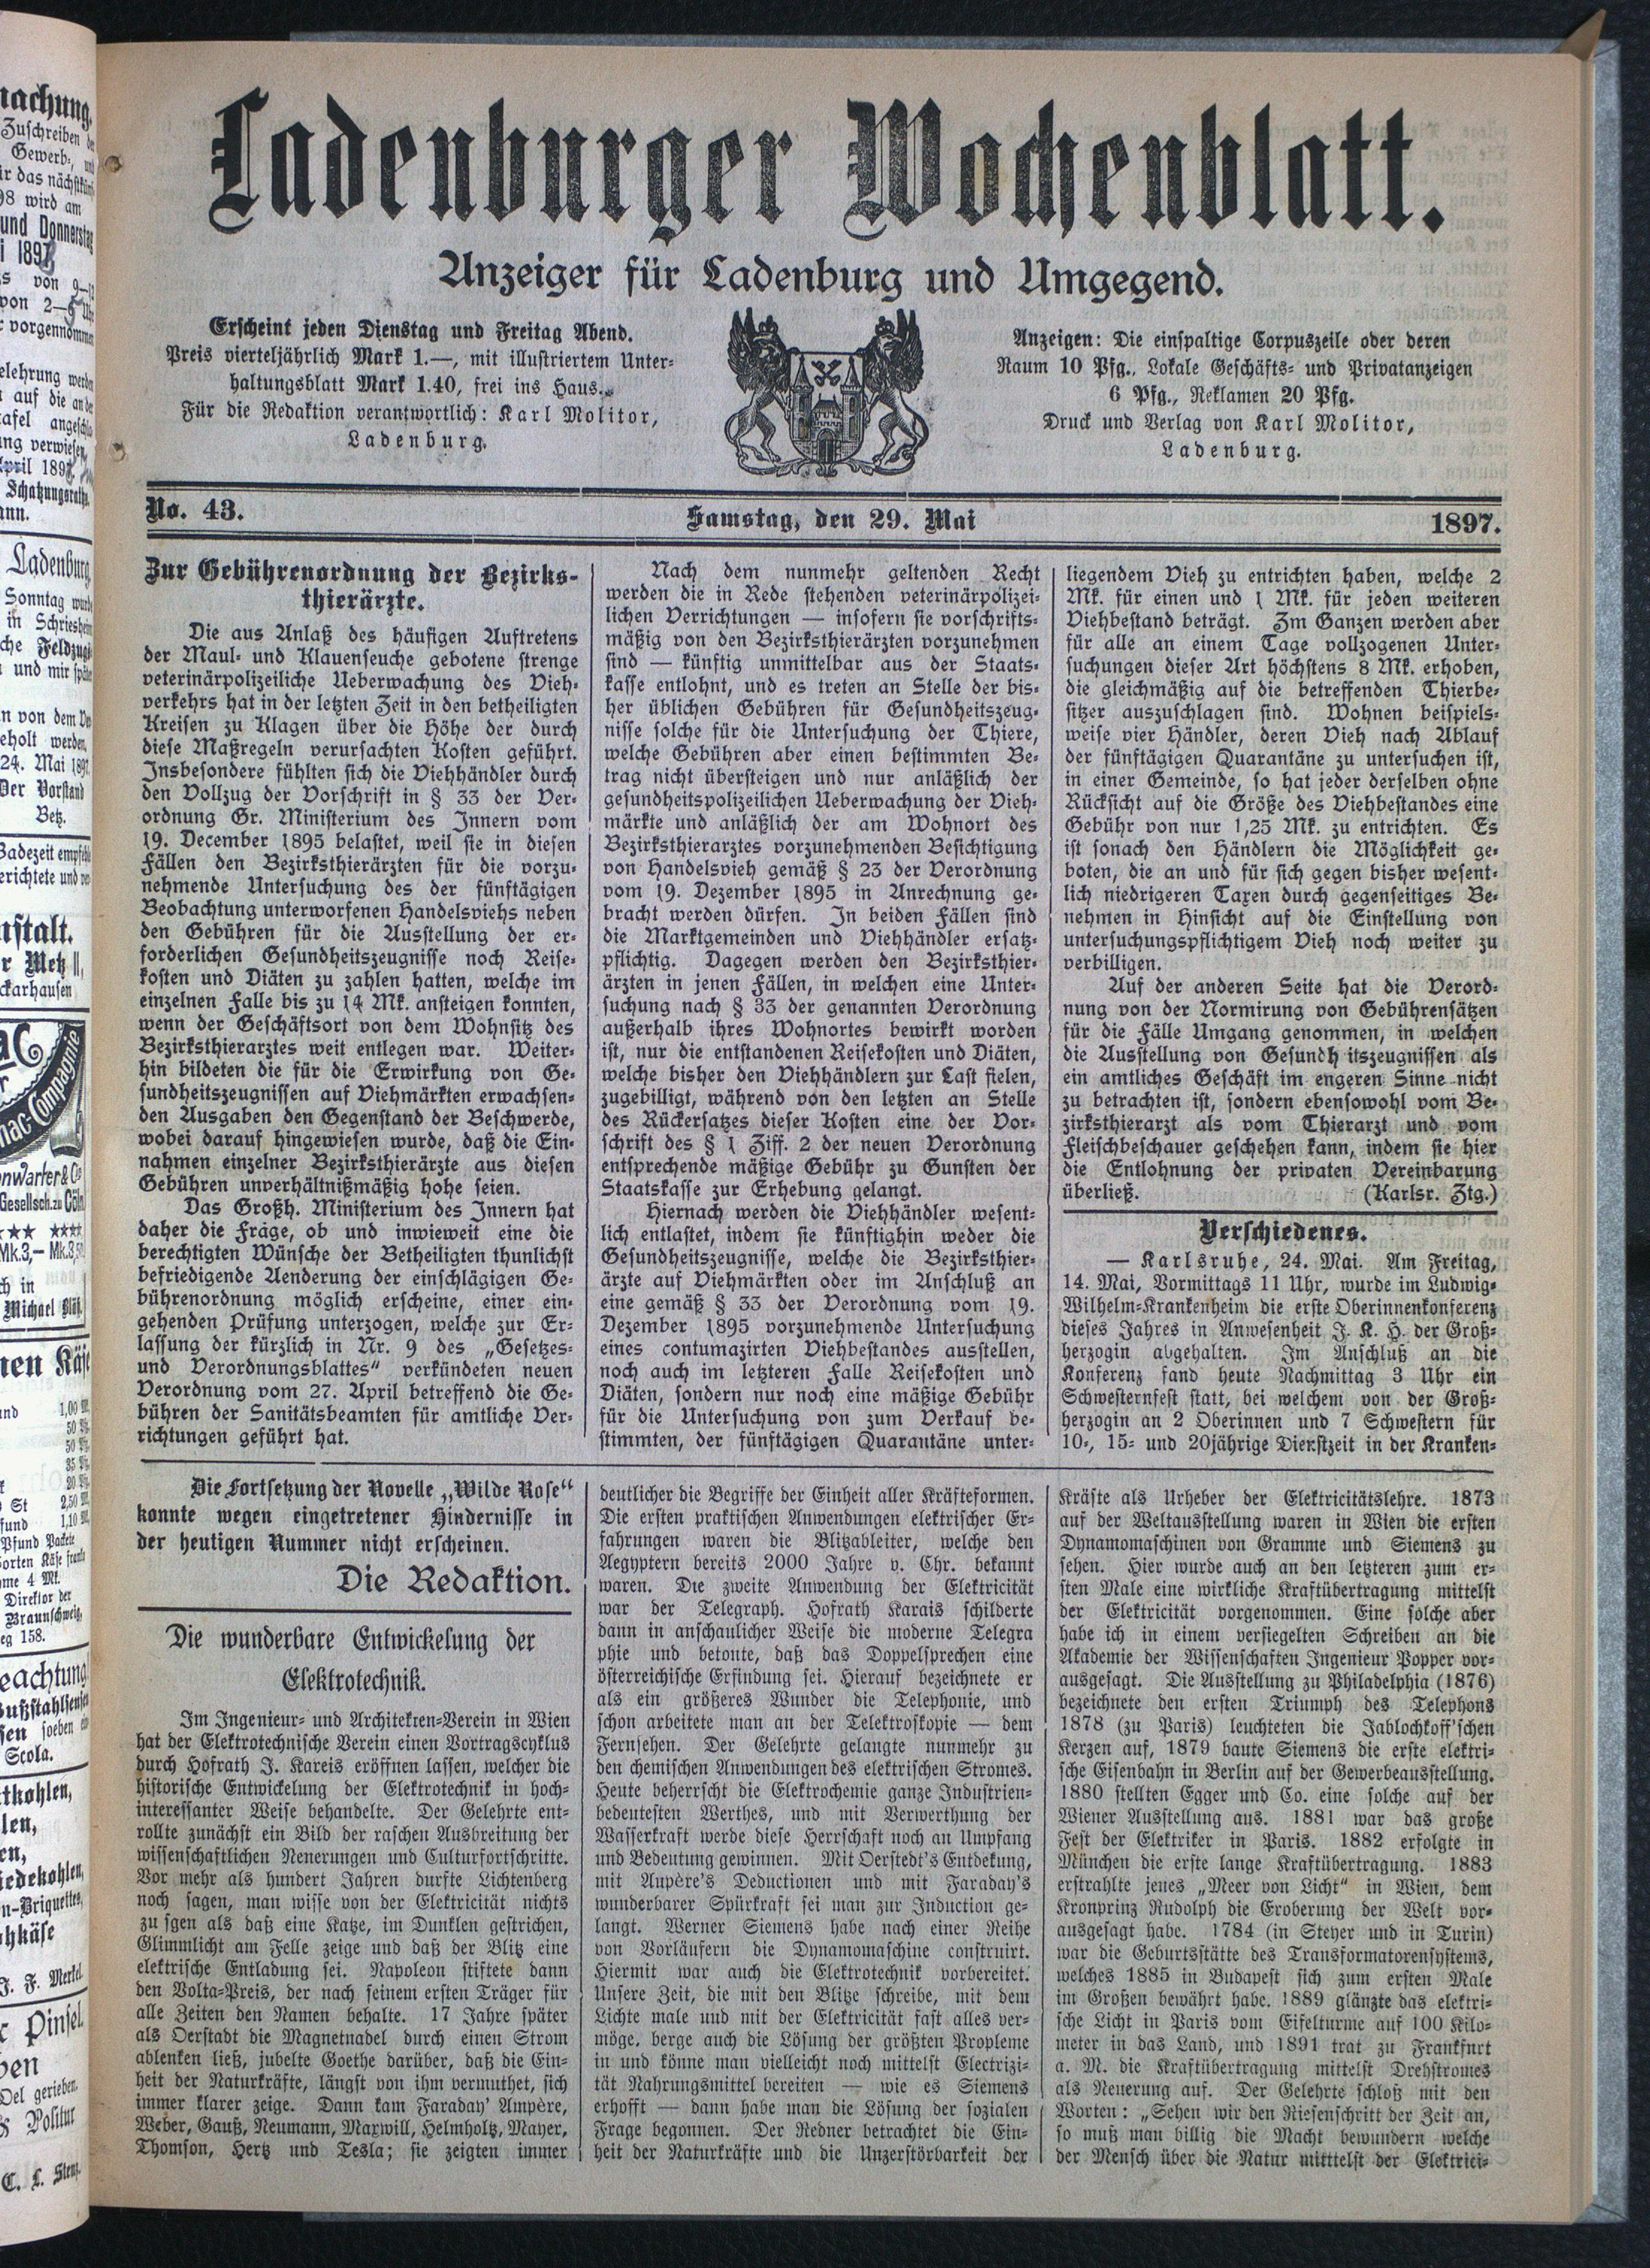 Ladenburger Wochenblatt.
Anzeiger für Ladenburg und Umgegend.
Erscheint jeden Dienstag und Freitag Abend.
Preis vierteljährlich Mark 1.—, mit illustriertem Unter-
haltungsblatt Mark 1.40, frei ins Haus.
Für die Redaktion verantwortlich: Karl Molitor,
Ladenburg.
Anzeigen: Die einspaltige Corpuszeile oder deren
Raum 10 Pfg., Lokale Geschäfts- und Privatanzeigen
6 Pfg., Reklamen 20 Pfg.
Druck und Verlag von Karl Molitor,
Ladenburg.
No. 43.
Samstag, den 29. Mai
1897.
Zur Gebührenordnung der Bezirks-
thierärzte.
Die aus Anlaß des häufigen Auftretens
der Maul- und Klauenseuche gebotene strenge
veterinärpolizeiliche Ueberwachung des Vieh-
verkehrs hat in der letzten Zeit in den betheiligten
Kreisen zu Klagen über die Höhe der durch
diese Maßregeln verursachten Kosten geführt.
Insbesondere fühlten sich die Viehhändler durch
den Vollzug der Vorschrift in § 33 der Ver-
ordnung Gr. Ministerium des Innern vom
19. December 1895 belastet, weil sie in diesen
Fällen den Bezirksthierärzten für die vorzu-
nehmende Untersuchung des der fünftägigen
Beobachtung unterworfenen Handelsviehs neben
den Gebühren für die Ausstellung der er-
forderlichen Gesundheitszeugnisse noch Reise-
kosten und Diäten zu zahlen hatten, welche im
einzelnen Falle bis zu 14 Mk. ansteigen konnten,
wenn der Geschäftsort von dem Wohnsitz des
Bezirksthierarztes weit entlegen war. Weiter-
hin bildeten die für die Erwirkung von Ge-
sundheitszeugnissen auf Viehmärkten erwachsen-
den Ausgaben den Gegenstand der Beschwerde,
wobei darauf hingewiesen wurde, daß die Ein-
nahmen einzelner Bezirksthierärzte aus diesen
Gebühren unverhältnißmäßig hohe seien.
Das Großh. Ministerium des Innern hat
daher die Frage, ob und inwieweit eine die
berechtigten Wünsche der Betheiligten thunlichst
befriedigende Aenderung der einschlägigen Ge-
bührenordnung möglich erscheine, einer ein-
gehenden Prüfung unterzogen, welche zur Er-
lassung der kürzlich in Nr. 9 des „Gesetzes-
und Verordnungsblattes“ verkündeten neuen
Verordnung vom 27. April betreffend die Ge-
bühren der Sanitätsbeamten für amtliche Ver-
richtungen geführt hat.
Nach dem nunmehr geltenden Recht
werden die in Rede stehenden veterinärpolizei-
lichen Verrichtungen — insofern sie vorschrifts-
mäßig von den Bezirksthierärzten vorzunehmen
sind — künftig unmittelbar aus der Staats-
kasse entlohnt, und es treten an Stelle der bis-
her üblichen Gebühren für Gesundheitszeug-
nisse solche für die Untersuchung der Thiere,
welche Gebühren aber einen bestimmten Be-
trag nicht übersteigen und nur anläßlich der
gesundheitspolizeilichen Ueberwachung der Vieh-
märkte und anläßlich der am Wohnort des
Bezirksthierarztes vorzunehmenden Besichtigung
von Handelsvieh gemäß § 23 der Verordnung
vom 19. Dezember 1895 in Anrechnung ge-
bracht werden dürfen. In beiden Fällen sind
die Marktgemeinden und Viehhändler ersatz-
pflichtig. Dagegen werden den Bezirksthier-
ärzten in jenen Fällen, in welchen eine Unter-
suchung nach § 33 der genannten Verordnung
außerhalb ihres Wohnortes bewirkt worden
ist, nur die entstandenen Reisekosten und Diäten,
welche bisher den Viehhändlern zur Last fielen,
zugebilligt, während von den letzten an Stelle
des Rückersatzes dieser Kosten eine der Vor-
schrift des § 1 Ziff. 2 der neuen Verordnung
entsprechende mäßige Gebühr zu Gunsten der
Staatskasse zur Erhebung gelangt.
Hiernach werden die Viehhändler wesent-
lich entlastet, indem sie künftighin weder die
Gesundheitszeugnisse, welche die Bezirksthier-
ärzte auf Viehmärkten oder im Anschluß an
eine gemäß § 33 der Verordnung vom 19.
Dezember 1895 vorzunehmende Untersuchung
eines contumazirten Viehbestandes ausstellen,
noch auch im letzteren Falle Reisekosten und
Diäten, sondern nur noch eine mäßige Gebühr
für die Untersuchung von zum Verkauf be-
stimmten, der fünftägigen Quarantäne unter-
liegendem Vieh zu entrichten haben, welche 2
Mk. für einen und 1 Mk. für jeden weiteren
Viehbestand beträgt. Im Ganzen werden aber
für alle an einem Tage vollzogenen Unter-
suchungen dieser Art höchstens 8 Mk. erhoben,
die gleichmäßig auf die betreffenden Thierbe-
sitzer auszuschlagen sind. Wohnen beispiels-
weise vier Händler, deren Vieh nach Ablauf
der fünftägigen Quarantäne zu untersuchen ist,
in einer Gemeinde, so hat jeder derselben ohne
Rücksicht auf die Größe des Viehbestandes eine
Gebühr von nur 1,25 Mk. zu entrichten. Es
ist sonach den Händlern die Möglichkeit ge-
boten, die an und für sich gegen bisher wesent-
lich niedrigeren Taxen durch gegenseitiges Be-
nehmen in Hinsicht auf die Einstellung von
untersuchungspflichtigem Vieh noch weiter zu
verbilligen.
Auf der anderen Seite hat die Verord-
nung von der Normirung von Gebührensätzen
für die Fälle Umgang genommen, in welchen
die Ausstellung von Gesundh itszeugnissen als
ein amtliches Geschäft im engeren Sinne nicht
zu betrachten ist, sondern ebensowohl vom Be-
zirksthierarzt als vom Thierarzt und vom
Fleischbeschauer geschehen kann, indem sie hier
die Entlohnung der privaten Vereinbarung
überließ. (Karlsr. Ztg.)
Verschiedenes.
— Karlsruhe, 24. Mai. Am Freitag,
14. Mai, Vormittags 11 Uhr, wurde im Ludwig-
Wilhelm-Krankenheim die erste Oberinnenkonferenz
dieses Jahres in Anwesenheit J. K. H. der Groß-
herzogin abgehalten. Im Anschluß an die
Konferenz fand heute Nachmittag 3 Uhr ein
Schwesternfest statt, bei welchem von der Groß-
herzogin an 2 Oberinnen und 7 Schwestern für
10-, 15- und 20jährige Dienstzeit in der Kranken-
Die Fortsetzung der Novelle „Wilde Rose“
konnte wegen eingetretener Hindernisse in
der heutigen Nummer nicht erscheinen.
Die Redaktion.
Die wunderbare Entwickelung der
Elektrotechnik.
Im Ingenieur- und Architekren-Verein in Wien
hat der Elektrotechnische Verein einen Vortragscyklus
durch Hofrath J. Kareis eröffnen lassen, welcher die
historische Entwickelung der Elektrotechnik in hoch-
interessanter Weise behandelte. Der Gelehrte ent-
rollte zunächst ein Bild der raschen Ausbreitung der
wissenschaftlichen Neuerungen und Culturfortschritte.
Vor mehr als hundert Jahren durfte Lichtenberg
noch sagen, man wisse von der Elektricität nichts
zu sgen als daß eine Katze, im Dunklen gestrichen,
Glimmlicht am Felle zeige und daß der Blitz eine
elektrische Entladung sei. Napoleon stiftete dann
den Volta-Preis, der nach seinem ersten Träger für
alle Zeiten den Namen behalte. 17 Jahre später
als Oerstadt die Magnetnadel durch einen Strom
ablenken ließ, jubelte Goethe darüber, daß die Ein-
heit der Naturkräfte, längst von ihm vermuthet, sich
immer klarer zeige. Dann kam Faraday' Ampère,
Weber, Gauß, Neumann, Maxwill, Helmholtz, Mayer,
Thomson, Hertz und Tesla; sie zeigten immer
deutlicher die Begriffe der Einheit aller Kräfteformen.
Die ersten praktischen Anwendungen elektrischer Er-
fahrungen waren die Blitzableiter, welche den
Aegyptern bereits 2000 Jahre v. Chr. bekannt
waren. Die zweite Anwendung der Elektricität
war der Telegraph. Hofrath Karais schilderte
dann in anschaulicher Weise die moderne Telegra
phie und betonte, daß das Doppelsprechen eine
österreichische Erfindung sei. Hierauf bezeichnete er
als ein größeres Wunder die Telephonie, und
schon arbeitete man an der Telektroskopie — dem
Fernsehen. Der Gelehrte gelangte nunmehr zu
den chemischen Anwendungen des elektrischen Stromes.
Heute beherrscht die Elektrochemie ganze Industrien-
bedeutesten Werthes, und mit Verwerthung der
Wasserkraft werde diese Herrschaft noch an Umpfang
und Bedeutung gewinnen. Mit Oerstedt's Entdekung,
mit Aupère's Deductionen und mit Faraday's
wunderbarer Spürkraft sei man zur Induction ge-
langt. Werner Siemens habe nach einer Reihe
von Vorläufern die Dynamomaschine construirt.
Hiermit war auch die Elektrotechnik vorbereitet.
Unsere Zeit, die mit den Blitze schreibe, mit dem
Lichte male und mit der Elektricität fast alles ver-
möge, berge auch die Lösung der größten Propleme
in und könne man vielleicht noch mittelst Electrizi-
tät Nahrungsmittel bereiten — wie es Siemens
erhofft — dann habe man die Lösung der sozialen
Frage begonnen. Der Redner betrachtet die Ein-
heit der Naturkräfte und die Unzerstörbarkeit der
Kräfte als Urheber der Elektricitätslehre. 1873
auf der Weltausstellung waren in Wien die ersten
Dynamomaschinen von Gramme und Siemens zu
sehen. Hier wurde auch an den letzteren zum er-
sten Male eine wirkliche Kraftübertragung mittelst
der Elektricität vorgenommen. Eine solche aber
habe ich in einem versiegelten Schreiben an die
Akademie der Wissenschaften Ingenieur Popper vor-
ausgesagt. Die Ausstellung zu Philadelphia (1876)
bezeichnete den ersten Triumph des Telephons
1878 (zu Paris) leuchteten die Jablochkoff'schen
Kerzen auf, 1879 baute Siemens die erste elektri-
sche Eisenbahn in Berlin auf der Gewerbeausstellung.
1880 stellten Egger und Co. eine solche auf der
Wiener Ausstellung aus. 1881 war das große
Fest der Elektriker in Paris. 1882 erfolgte in
München die erste lange Kraftübertragung. 1883
erstrahlte jenes „Meer von Licht“ in Wien, dem
Kronprinz Rudolph die Eroberung der Welt vor-
ausgesagt habe. 1784 (in Steyer und in Turin)
war die Geburtsstätte des Transformatorensystems,
welches 1885 in Budapest sich zum ersten Male
im Großen bewährt habe. 1889 glänzte das elektri-
sche Licht in Paris vom Eifelturme auf 100 Kilo-
meter in das Land, und 1891 trat zu Frankfurt
a. M. die Kraftübertragung mittelst Drehstromes
als Neuerung auf. Der Gelehrte schloß mit den
Worten: „Sehen wir den Riesenschritt der Zeit an,
so muß man billig die Macht bewundern welche
der Mensch über die Natur mitttelst der Elektrici-